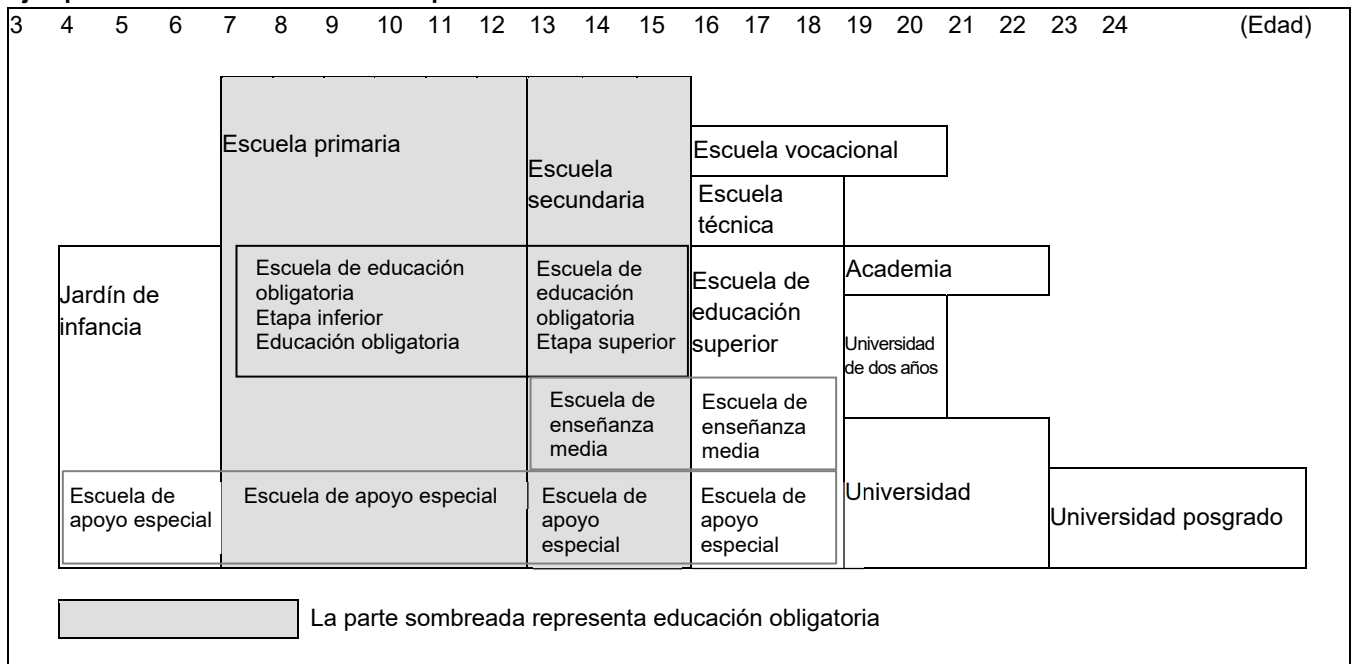 3 4 5 6 7 8 9 10 11 12 13 14 15 16 17 18 19 20 21 22 23 24 (Edad)
Escuela primaria
Escuela
secundaria
Escuela vocacional
Escuela
técnica
Jardín de
infancia
Escuela de educación
obligatoria
Etapa inferior
Educación obligatoria
Escuela de
educación
obligatoria
Etapa superior
Escuela de
educación
superior
Academia
Universidad
de dos años
Escuela de
enseñanza
media
Escuela de
enseñanza
media
Escuela de
apoyo especial
Escuela de apoyo especial
Escuela de
apoyo
especial
Escuela de
apoyo
especial
Universidad
Universidad posgrado
La parte sombreada representa educación obligatoria